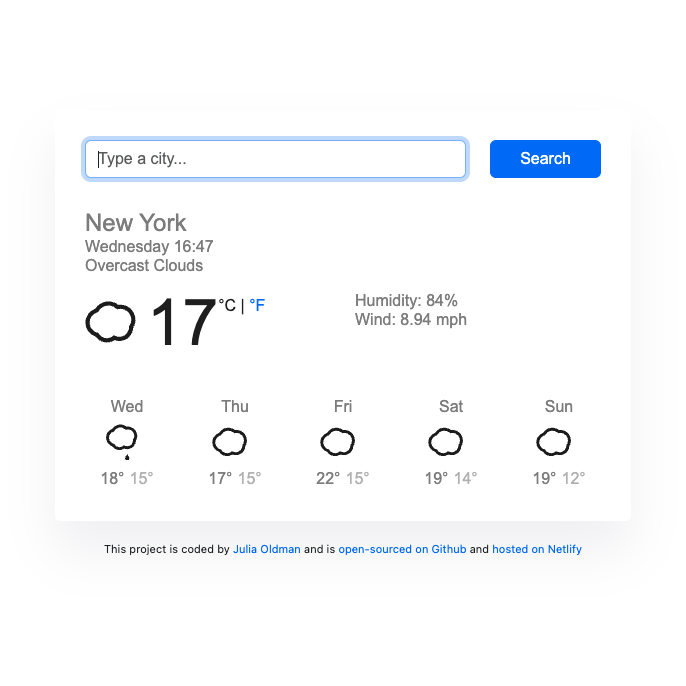 Type a city...
Search
New York
Wednesday 16:47
Overcast Clouds
17 °C | °F
Humidity: 84%
Wind: 8.94 mph
Wed Thu Fri Sat Sun
18° 15° 17° 15° 22° 15° 19° 14° 19° 12°
This project is coded by Julia Oldman and is open-sourced on Github and hosted on Netlify